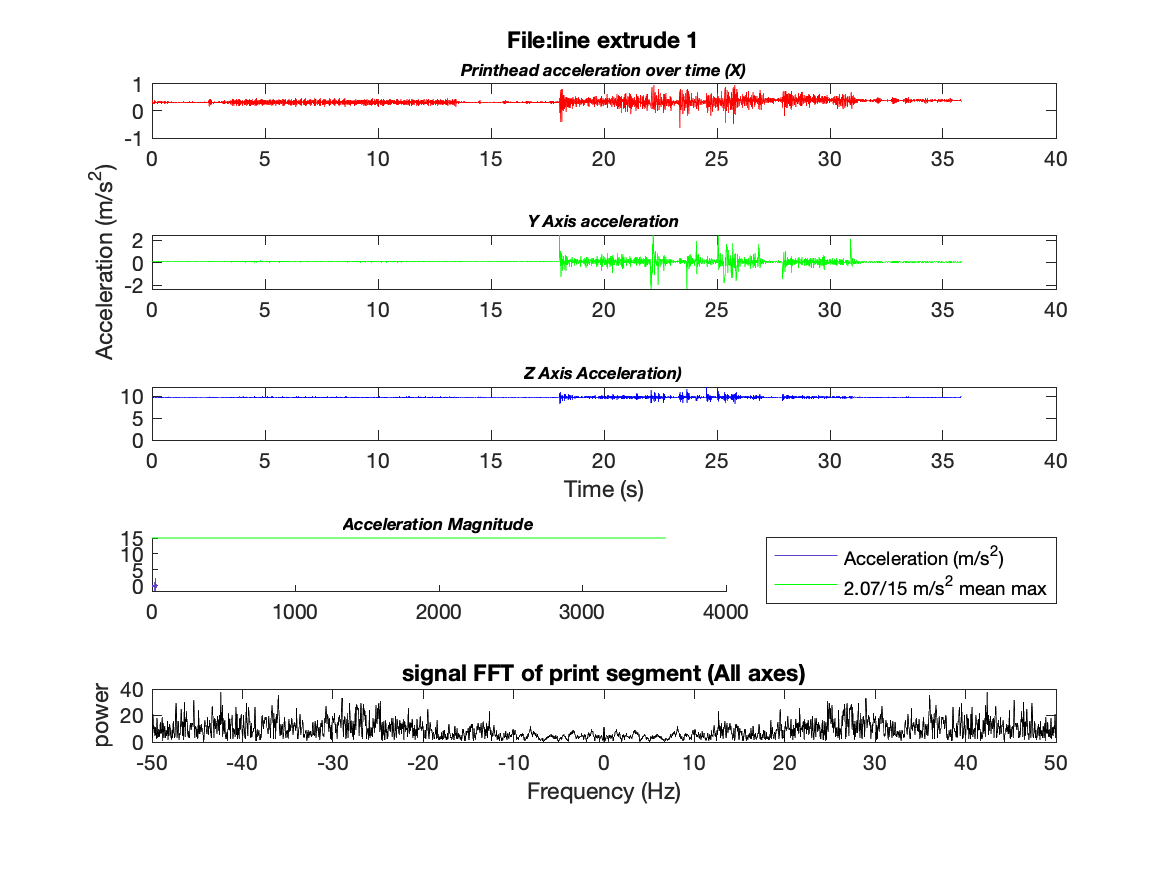 File:line extrude 1
Printhead acceleration over time (X)
1
0
-1
0 5 10 15 20 25 30 35 40
Acceleration (m/s²)
Y Axis acceleration
2
0
-2
0 5 10 15 20 25 30 35 40
Z Axis Acceleration)
10
5
0
0 5 10 15 20 25 30 35 40
Time (s)
Acceleration Magnitude
15
10
5
0
0 1000 2000 3000 4000
Acceleration (m/s²)
2.07/15 m/s² mean max
signal FFT of print segment (All axes)
power
40
20
0
-50 -40 -30 -20 -10 0 10 20 30 40 50
Frequency (Hz)